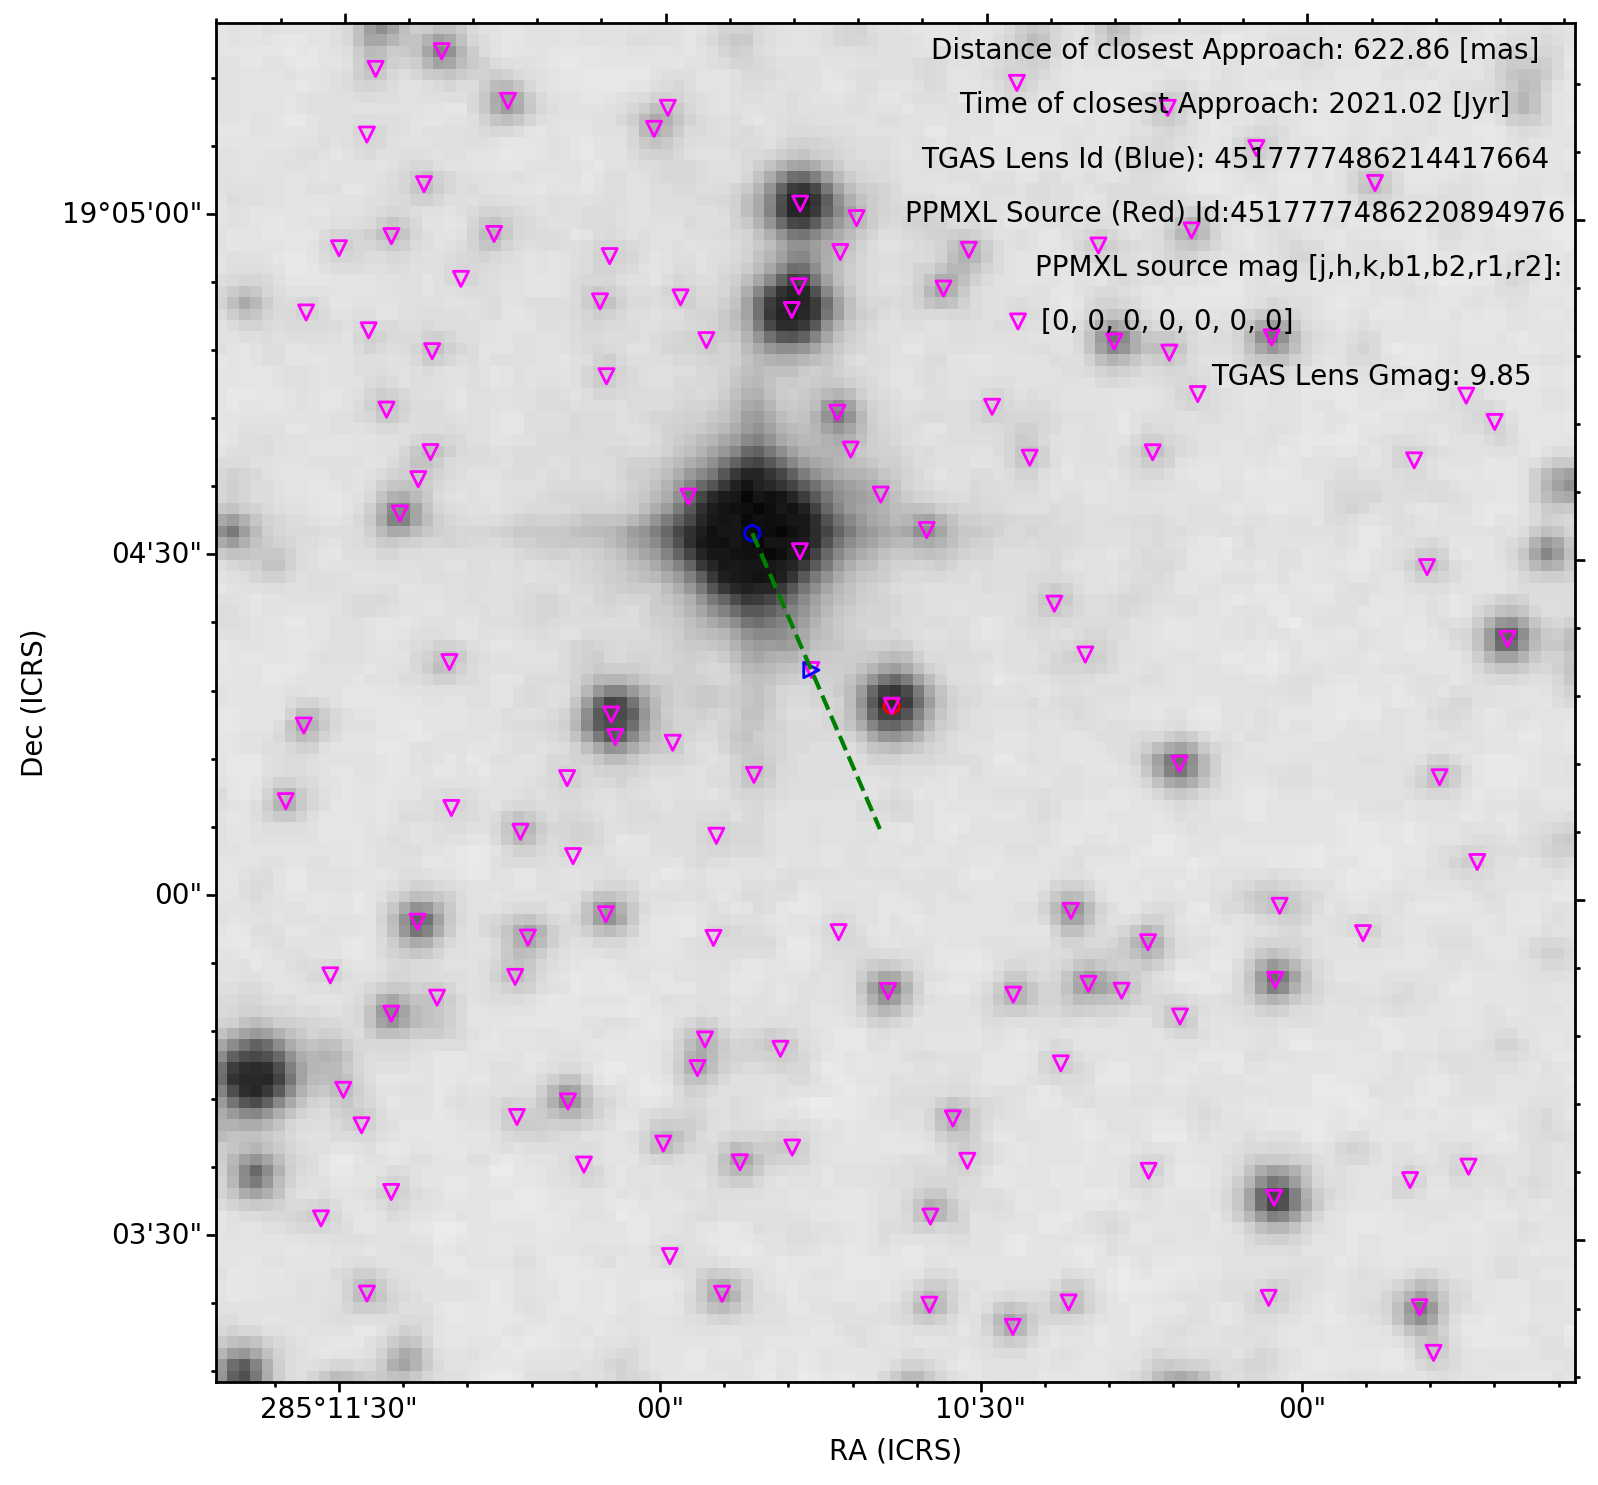 Distance of closest Approach: 622.86 [mas]
Time of closest Approach: 2021.02 [Jyr]
TGAS Lens Id (Blue): 4517777486214417664
PPMXL Source (Red) Id:4517777486220894976
PPMXL source mag [j,h,k,b1,b2,r1,r2]:
[0, 0, 0, 0, 0, 0, 0]
TGAS Lens Gmag: 9.85
19°05'00"
04'30"
00"
03'30"
Dec (ICRS)
285°11'30" 00" 10'30" 00"
RA (ICRS)